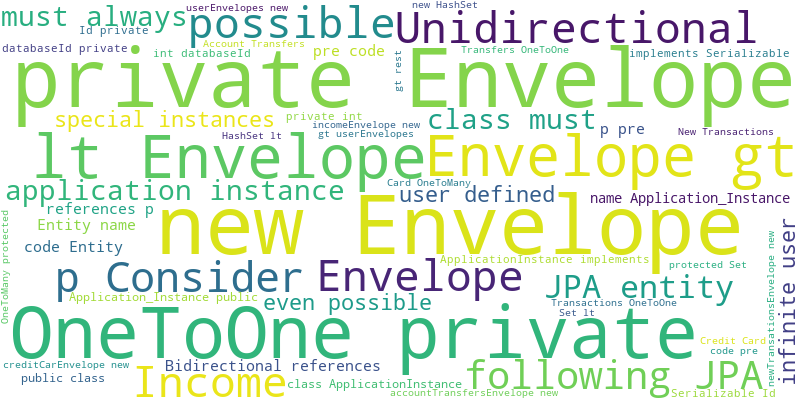 must always
Id private
userEnvelopes new
new HashSet
possible
Unidirectional
databaseId private
int databaseId
Account Transfers
pre code
gt rest
Transfers OneToOne
implements Serializable
private Envelope
special instances
private int
incomeEnvelope new
gt userEnvelopes
class must
p pre
New Transactions
HashSet lt
lt Envelope
Envelope gt
application instance
Card OneToMany
user defined
name Application_Instance
references p
Entity name
new Envelope
code Entity
OneToMany protected
p Consider
Envelope
ApplicationInstance implements
protected Set
JPA entity
newTransationsEnvelope new
infinite user
Application_Instance public
even possible
Transactions OneToOne
Set lt
OneToOne private
Credit Card
code pre
creditCarEnvelope new
public class
Bidirectional references
Income
class ApplicationInstance
accountTransfersEnvelope new
following JPA
Serializable Id